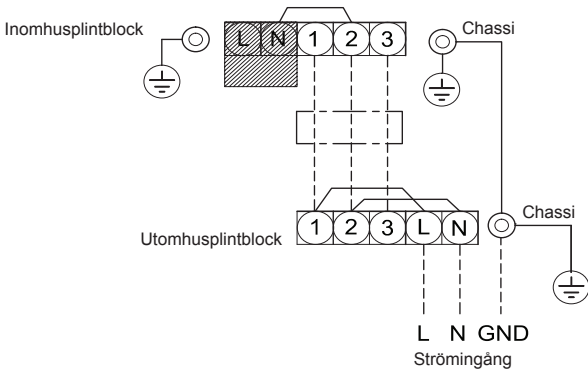 Inomhusplintblock
L N 1 2 3
Chassi
1 2 3 L N
Chassi
Utomhusplintblock
L N GND
Strömingång